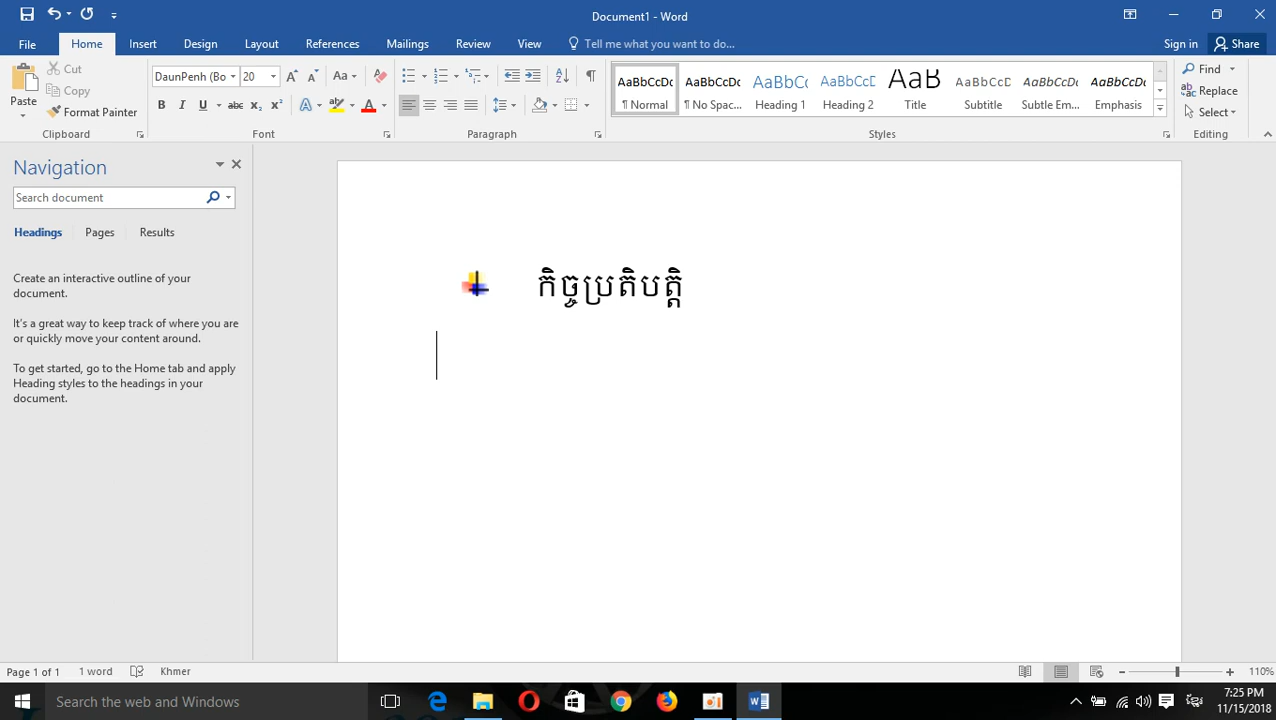 Document1 - Word
File Home Insert Design Layout References Mailings Review View Tell me what you want to do... Sign in Share
Paste Cut Copy Format Painter
DaunPenh (Bo 20
Clipboard Font Paragraph Styles Editing
AaBbCcDc AaBbCcDc AaBbCc AaBbCcD AaB AaBbCcD AaBbCcDc AaBbCcDc
¶ Normal ¶ No Spac... Heading 1 Heading 2 Title Subtitle Subtle Em... Emphasis
Find Replace Select
Navigation
Search document
Headings Pages Results
Create an interactive outline of your
document.
It's a great way to keep track of where you are
or quickly move your content around.
To get started, go to the Home tab and apply
Heading styles to the headings in your
document.
កិច្ចប្រតិបត្តិ
Page 1 of 1 1 word Khmer 110%
Search the web and Windows
7:25 PM
11/15/2018